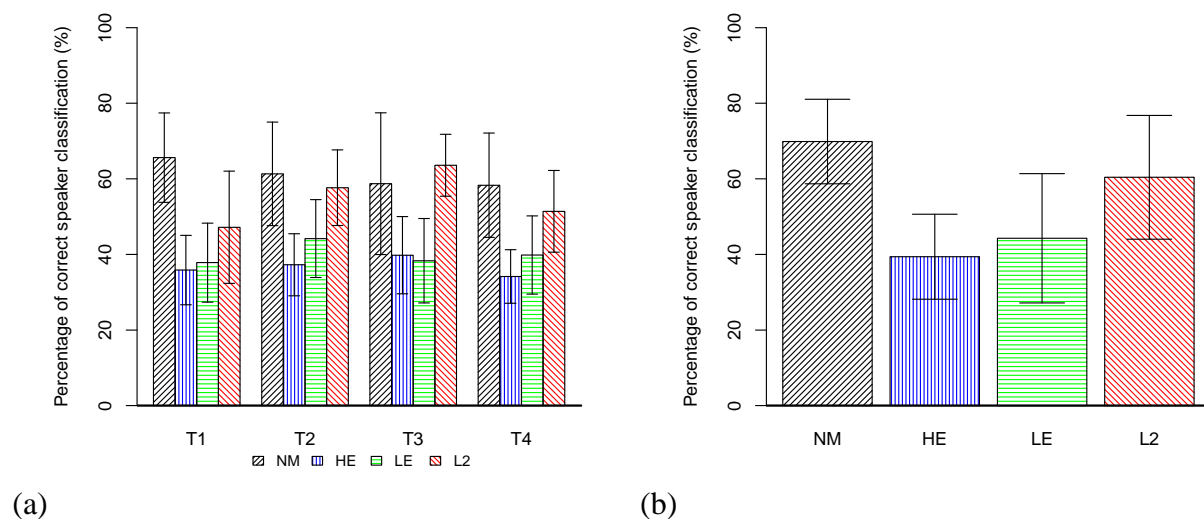 Percentage of correct speaker classification (%)
100
80
60
40
20
0
T1 T2 T3 T4
NM HE LE L2
(a)
Percentage of correct speaker classification (%)
100
80
60
40
20
0
NM HE LE L2
(b)